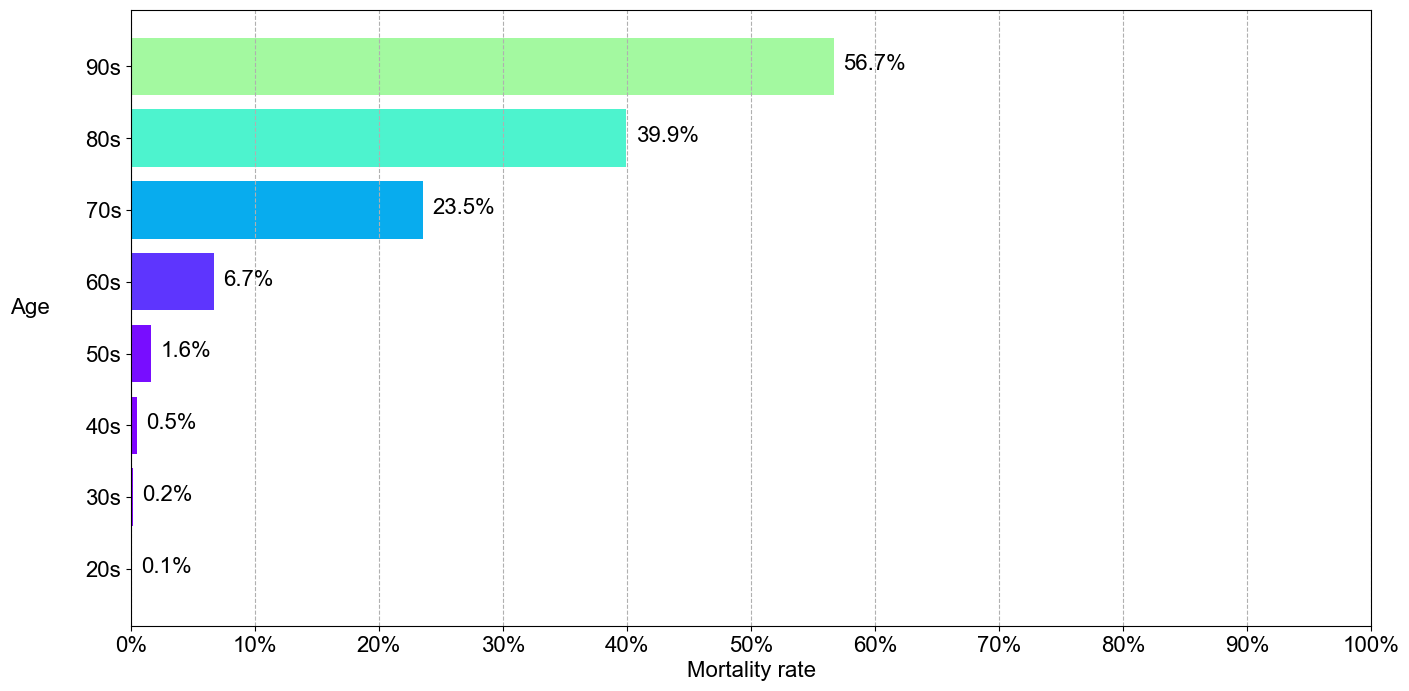 90s 56.7%
80s 39.9%
70s 23.5%
60s 6.7%
Age
50s 1.6%
40s 0.5%
30s 0.2%
20s 0.1%
0% 10% 20% 30% 40% 50% 60% 70% 80% 90% 100%
Mortality rate